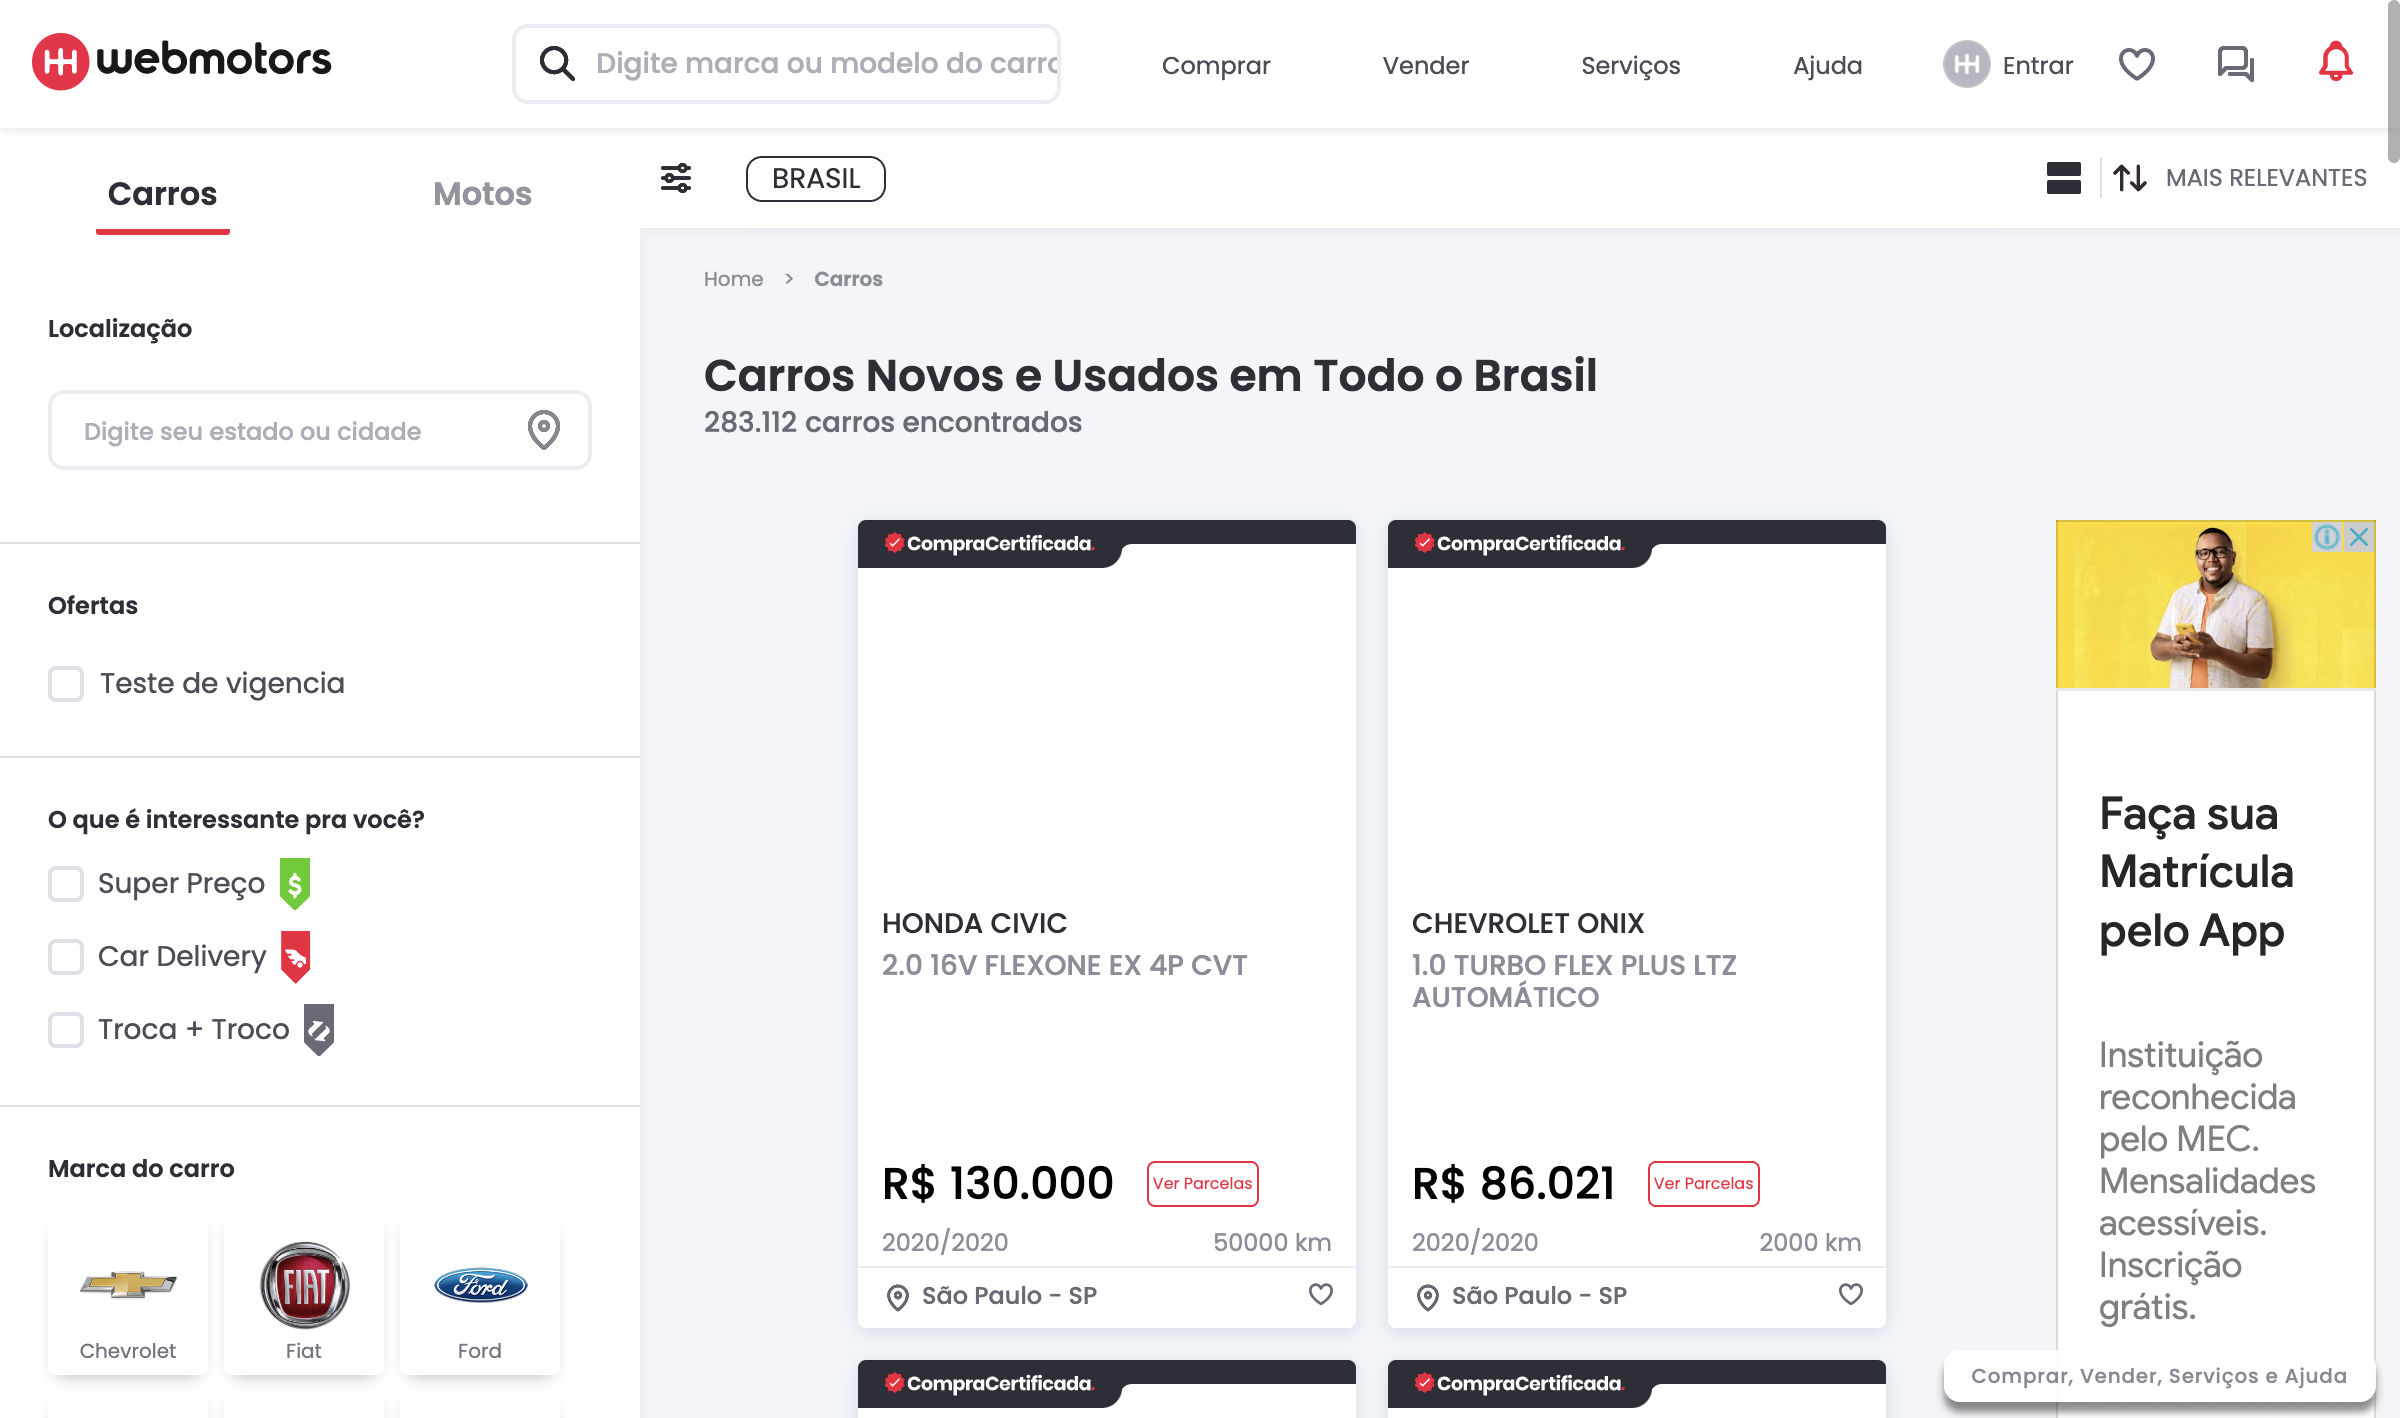 webmotors
Digite marca ou modelo do carro
Comprar
Vender
Serviços
Ajuda
Entrar
Carros
Motos
BRASIL
MAIS RELEVANTES
Localização
Digite seu estado ou cidade
Ofertas
Teste de vigencia
O que é interessante pra você?
Super Preço
Car Delivery
Troca + Troco
Marca do carro
Chevrolet
FIAT
Fiat
Ford
Ford
Home > Carros
Carros Novos e Usados em Todo o Brasil
283.112 carros encontrados
CompraCertificada.
HONDA CIVIC
2.0 16V FLEXONE EX 4P CVT
R$ 130.000
Ver Parcelas
2020/2020
50000 km
São Paulo - SP
CompraCertificada.
CHEVROLET ONIX
1.0 TURBO FLEX PLUS LTZ
AUTOMÁTICO
R$ 86.021
Ver Parcelas
2020/2020
2000 km
São Paulo - SP
CompraCertificada.
CompraCertificada.
Faça sua
Matrícula
pelo App
Instituição
reconhecida
pelo MEC.
Mensalidades
acessíveis.
Inscrição
grátis.
Comprar, Vender, Serviços e Ajuda